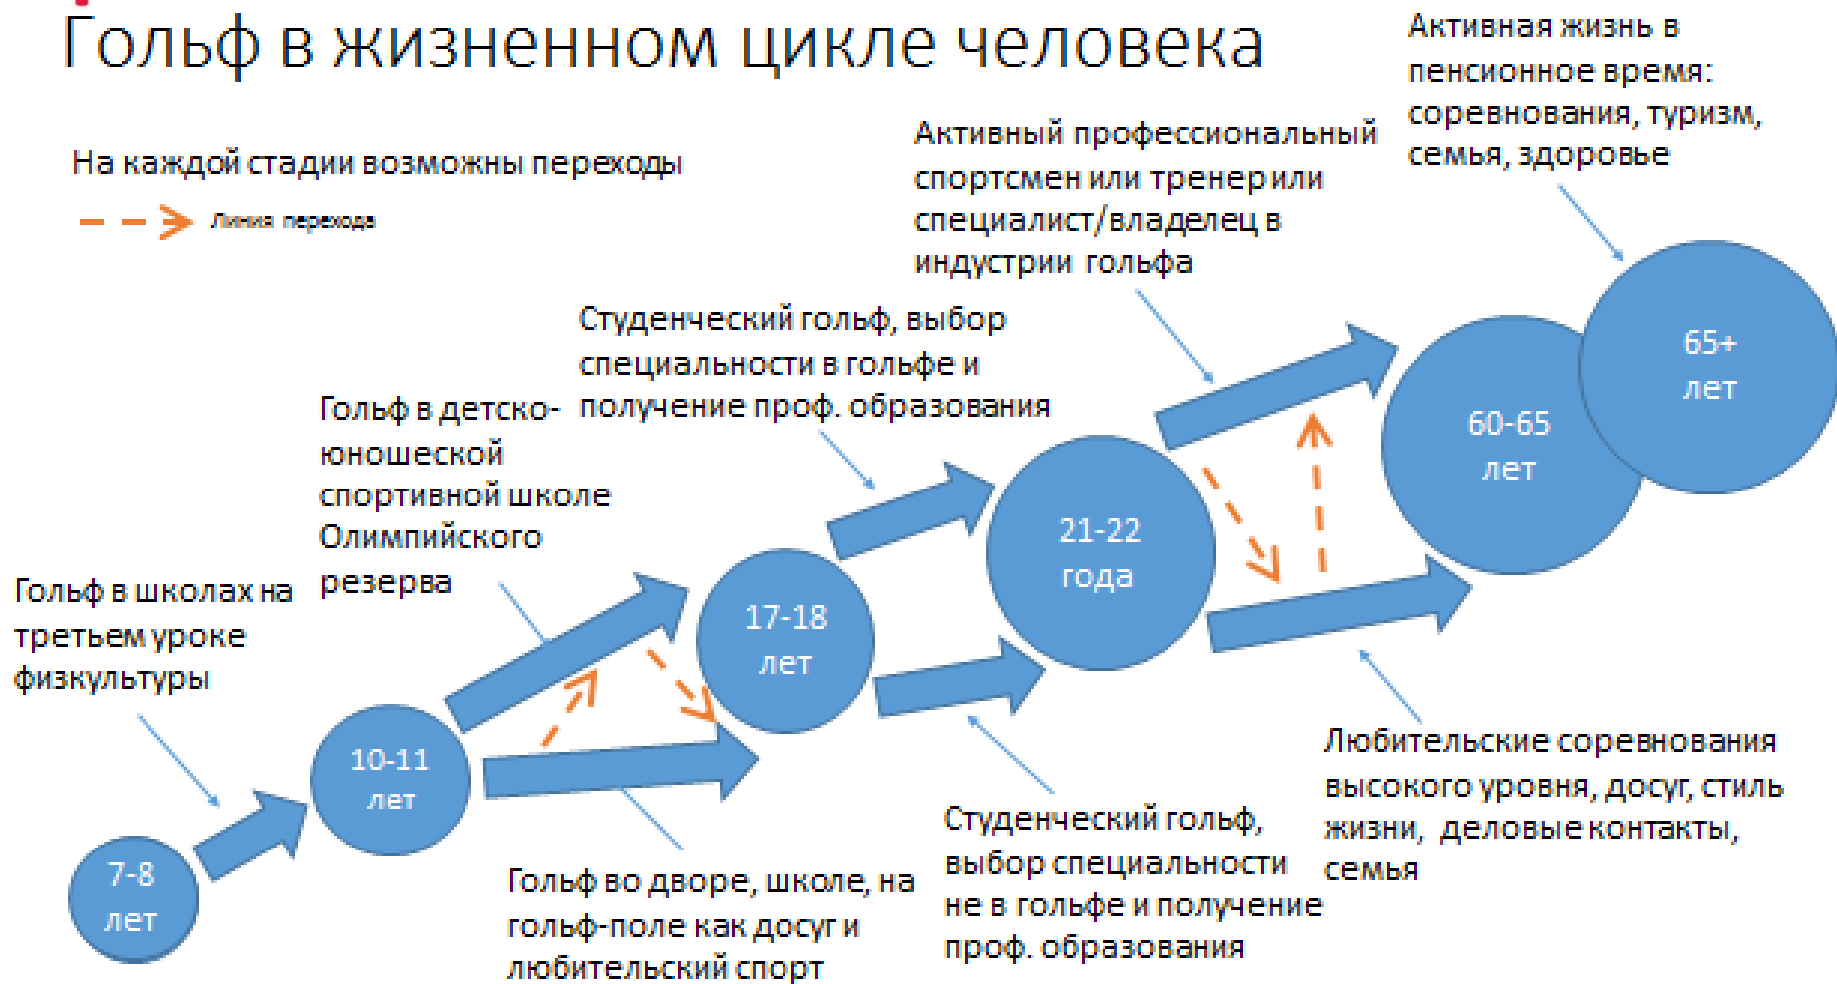 Гольф в жизненном цикле человека
На каждой стадии возможны переходы
Линия перехода
Активная жизнь в
пенсионное время:
соревнования, туризм,
семья, здоровье
Активный профессиональный
спортсмен или тренер или
специалист/владелец в
индустрии гольфа
Студенческий гольф, выбор
специальности в гольфе и
получение проф. образования
Гольф в детско-
юношеской
спортивной школе
Олимпийского
резерва
Гольф в школах на
третьем уроке
физкультуры
7-8
лет
10-11
лет
17-18
лет
21-22
года
60-65
лет
65+
лет
Гольф во дворе, школе, на
гольф-поле как досуг и
любительский спорт
Студенческий гольф,
выбор специальности
не в гольфе и получение
проф. образования
Любительские соревнования
высокого уровня, досуг, стиль
жизни, деловые контакты,
семья